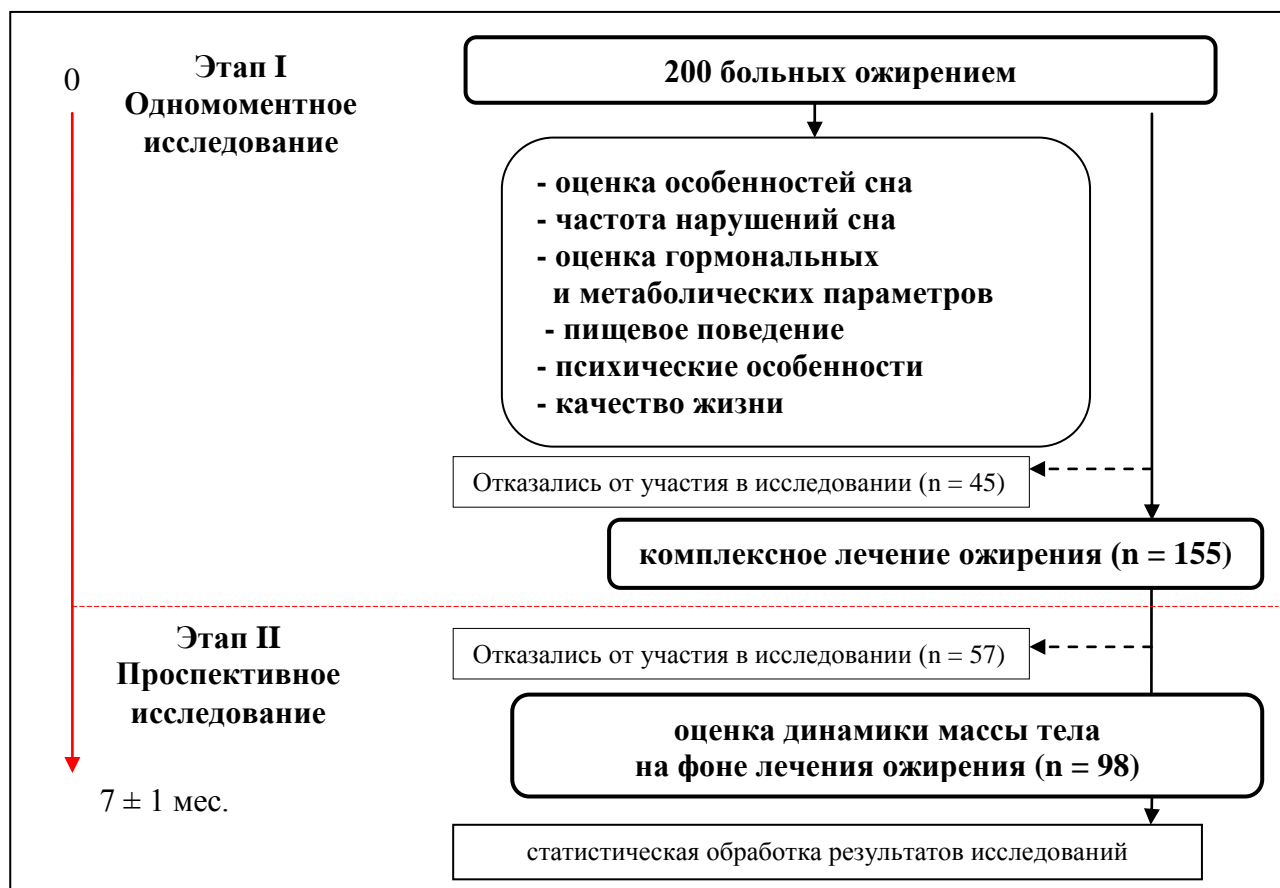 0
Этап I
Одномоментное
исследование
200 больных ожирением
- оценка особенностей сна
- частота нарушений сна
- оценка гормональных
и метаболических параметров
- пищевое поведение
- психические особенности
- качество жизни
Отказались от участия в исследовании (n = 45)
комплексное лечение ожирения (n = 155)
Этап II
Проспективное
исследование
Отказались от участия в исследовании (n = 57)
оценка динамики массы тела
на фоне лечения ожирения (n = 98)
7 ± 1 мес.
статистическая обработка результатов исследований